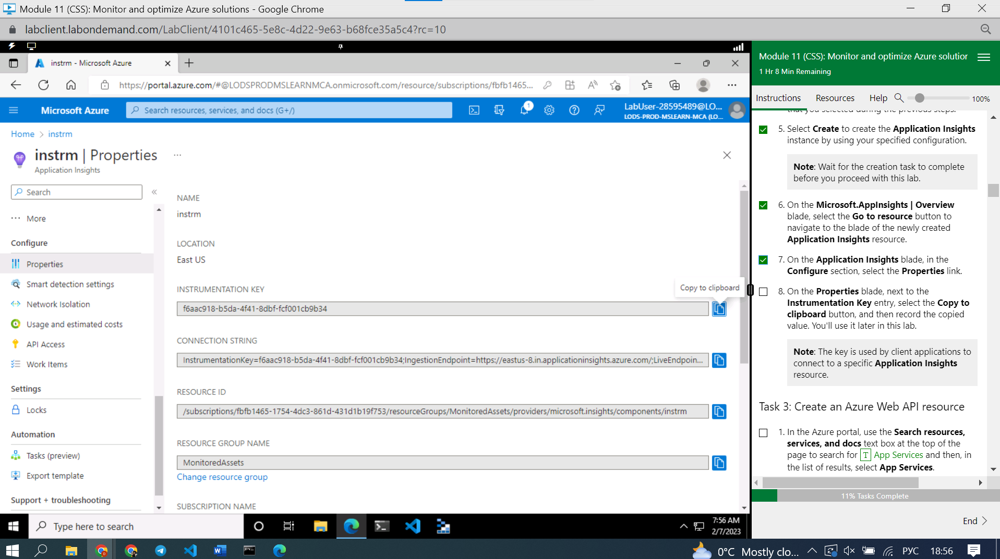 Module 11 (CSS): Monitor and optimize Azure solutions - Google Chrome
labclient.labondemand.com/LabClient/4101c465-5e8c-4d22-9e63-b68fce35a5c4?rc=10
instrm - Microsoft Azure
https://portal.azure.com/#@LODSPRODMSLEARNMCA.onmicrosoft.com/resource/subscriptions/fbfb1465...
Microsoft Azure
Search resources, services, and docs (G+/)
1
LabUser-28595489@LO...
LODS-PROD-MSLEARN-MCA (LO...
Home > instrm
instrm | Properties ...
Application Insights
Search
«
··· More
Configure
Properties
Smart detection settings
Network Isolation
Usage and estimated costs
API Access
Work Items
Settings
Locks
Automation
Tasks (preview)
Export template
Support + troubleshooting
NAME
instrm
LOCATION
East US
INSTRUMENTATION KEY
Copy to clipboard
f6aac918-b5da-4f41-8dbf-fcf001cb9b34
CONNECTION STRING
InstrumentationKey=f6aac918-b5da-4f41-8dbf-fcf001cb9b34;IngestionEndpoint=https://eastus-8.in.applicationinsights.azure.com/;LiveEndpoin...
RESOURCE ID
/subscriptions/fbfb1465-1754-4dc3-861d-431d1b19f753/resourceGroups/MonitoredAssets/providers/microsoft.insights/components/instrm
RESOURCE GROUP NAME
MonitoredAssets
Change resource group
SUBSCRIPTION NAME
Type here to search
7:56 AM
2/7/2023
Module 11 (CSS): Monitor and optimize Azure solution
1 Hr 8 Min Remaining
Instructions Resources Help 100%
that you selected during the previous steps.
5. Select Create to create the Application Insights
instance by using your specified configuration.
Note: Wait for the creation task to complete
before you proceed with this lab.
6. On the Microsoft.AppInsights | Overview
blade, select the Go to resource button to
navigate to the blade of the newly created
Application Insights resource.
7. On the Application Insights blade, in the
Configure section, select the Properties link.
8. On the Properties blade, next to the
Instrumentation Key entry, select the Copy to
clipboard button, and then record the copied
value. You'll use it later in this lab.
Note: The key is used by client applications to
connect to a specific Application Insights
resource.
Task 3: Create an Azure Web API resource
1. In the Azure portal, use the Search resources,
services, and docs text box at the top of the
page to search for T App Services and then, in
the list of results, select App Services.
11% Tasks Complete
End >
0°C Mostly clo...
РУС
18:56